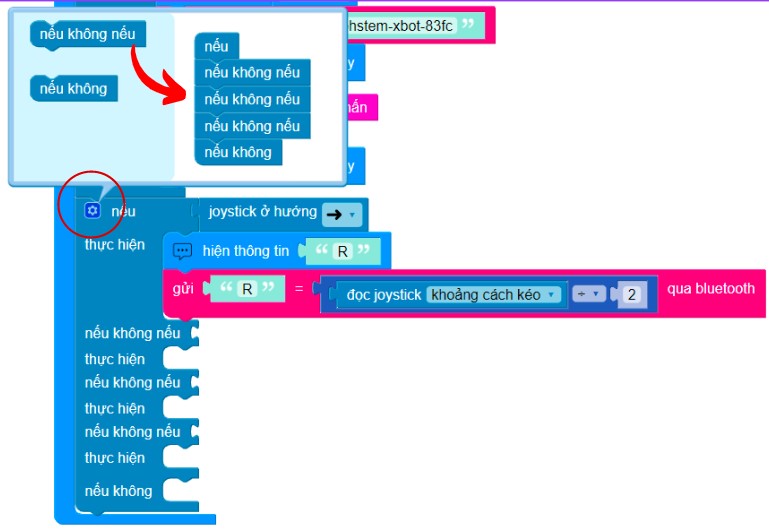 nếu không nếu
nếu không
nếu
nếu không nếu
nếu không nếu
nếu không nếu
nếu không
hstem-xbot-83fc ”
y
ấn
y
nếu joystick ở hướng ➔
thực hiện
hiện thông tin “ R ”
gửi “ R ” = đọc joystick khoảng cách kéo ÷ 2 qua bluetooth
nếu không nếu
thực hiện
nếu không nếu
thực hiện
nếu không nếu
thực hiện
nếu không